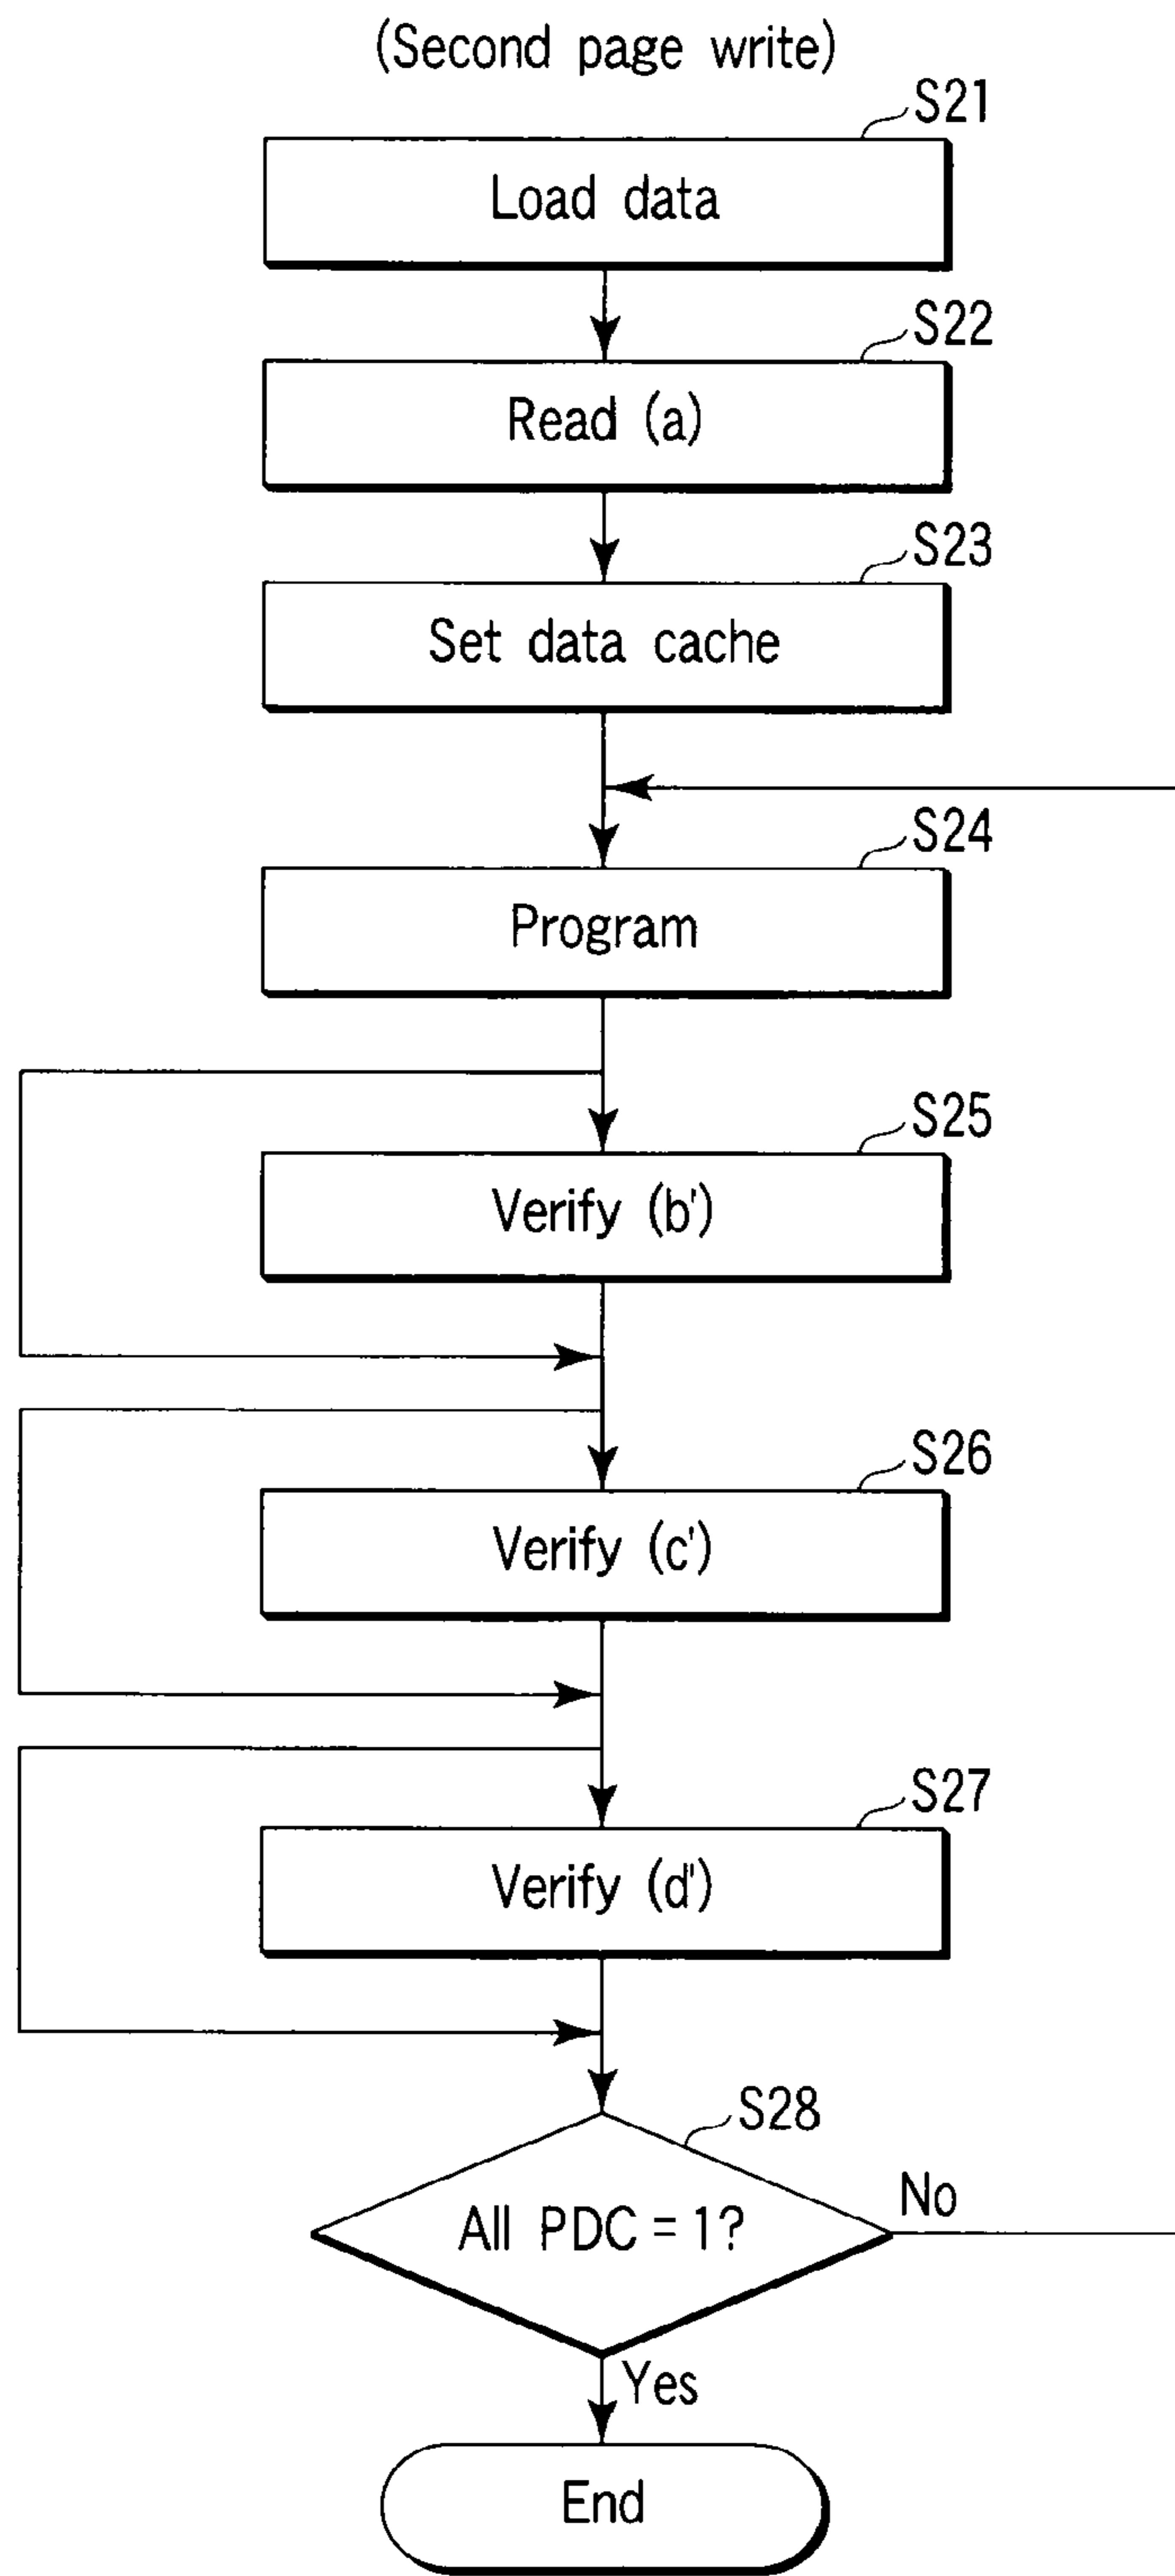 (Second page write)
S21
Load data
S22
Read (a)
S23
Set data cache
S24
Program
S25
Verify (b')
S26
Verify (c')
S27
Verify (d')
S28
All PDC = 1?
No
Yes
End